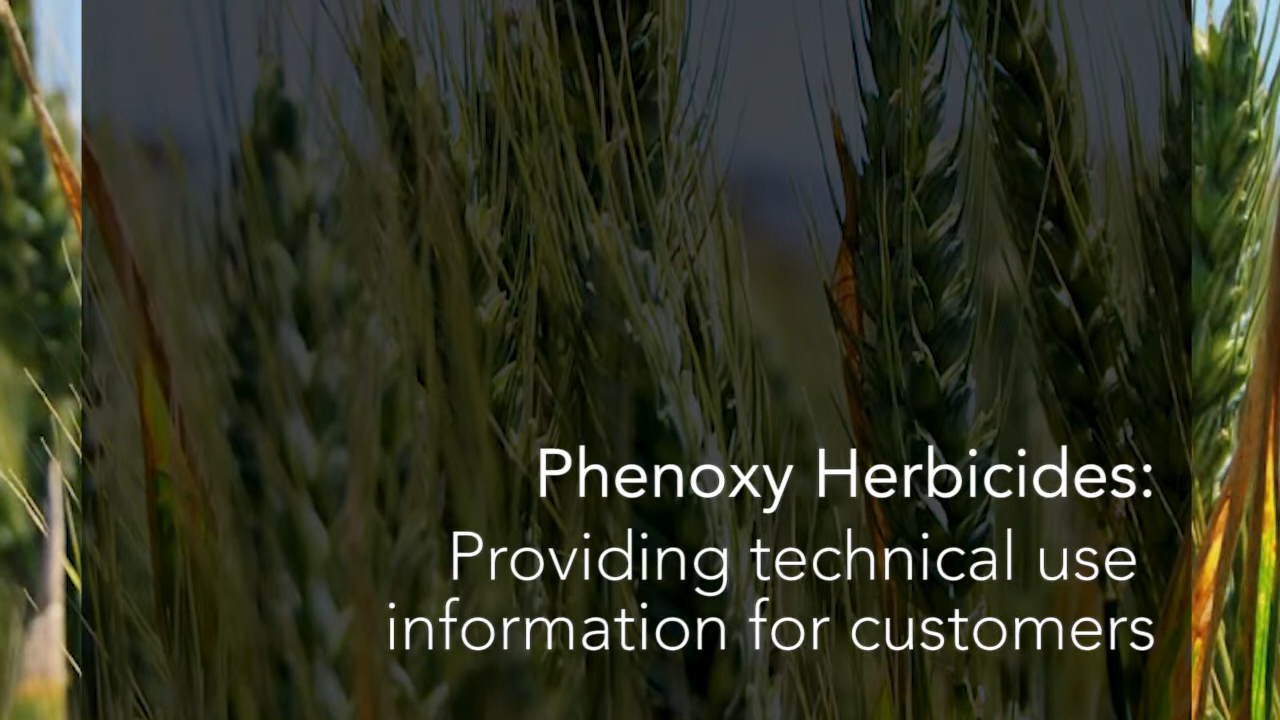 Phenoxy Herbicides:
Providing technical use
information for customers